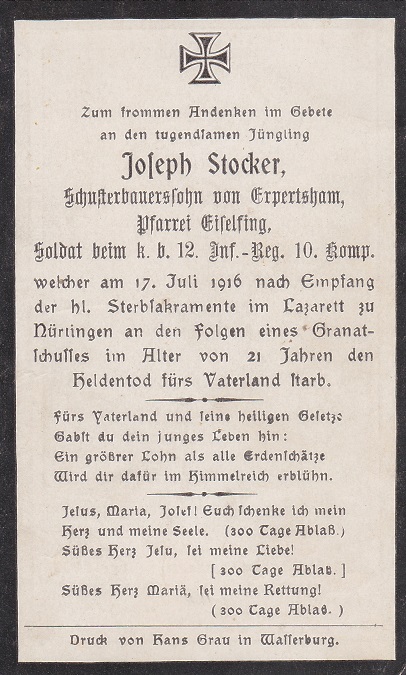 Zum frommen Andenken im Gebete
an den tugendsamen Jüngling
Joseph Stocker,
Schusterbauerssohn von Erpertsham,
Pfarrei Eiselfing,
Soldat beim k. b. 12. Inf.-Reg. 10. Komp.
welcher am 17. Juli 1916 nach Empfang
der hl. Sterbsakramente im Lazarett zu
Nürtingen an den Folgen eines Granat-
schusses im Alter von 21 Jahren den
Heldentod fürs Vaterland starb.
Fürs Vaterland und seine heiligen Gesetze
Gabst du dein junges Leben hin:
Ein größrer Lohn als alle Erdenschätze
Wird dir dafür im Himmelreich erblühn.
Jesus, Maria, Josef! Euch schenke ich mein
Herz und meine Seele. (300 Tage Ablaß.)
Süßes Herz Jesu, sei meine Liebe!
[ 300 Tage Ablaß. ]
Süßes Herz Mariä, sei meine Rettung!
(300 Tage Ablaß. )
Druck von Hans Grau in Wasserburg.